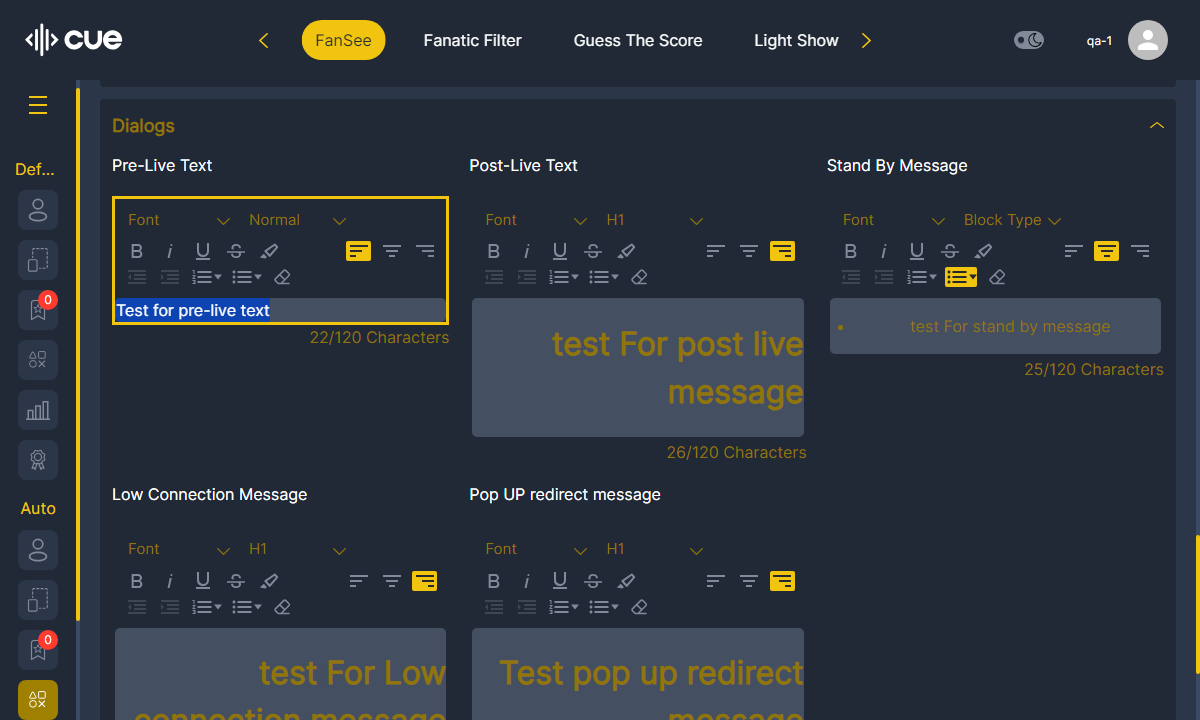 cue
FanSee
Fanatic Filter
Guess The Score
Light Show
qa-1
Def...
0
Auto
0
Dialogs
Pre-Live Text
Font
Normal
B
i
U
S
Test for pre-live text
22/120 Characters
Post-Live Text
Font
H1
B
i
U
S
test For post live
message
26/120 Characters
Stand By Message
Font
Block Type
B
i
U
S
test For stand by message
25/120 Characters
Low Connection Message
Font
H1
B
i
U
S
test For Low
connection message
Pop UP redirect message
Font
H1
B
i
U
S
Test pop up redirect
message